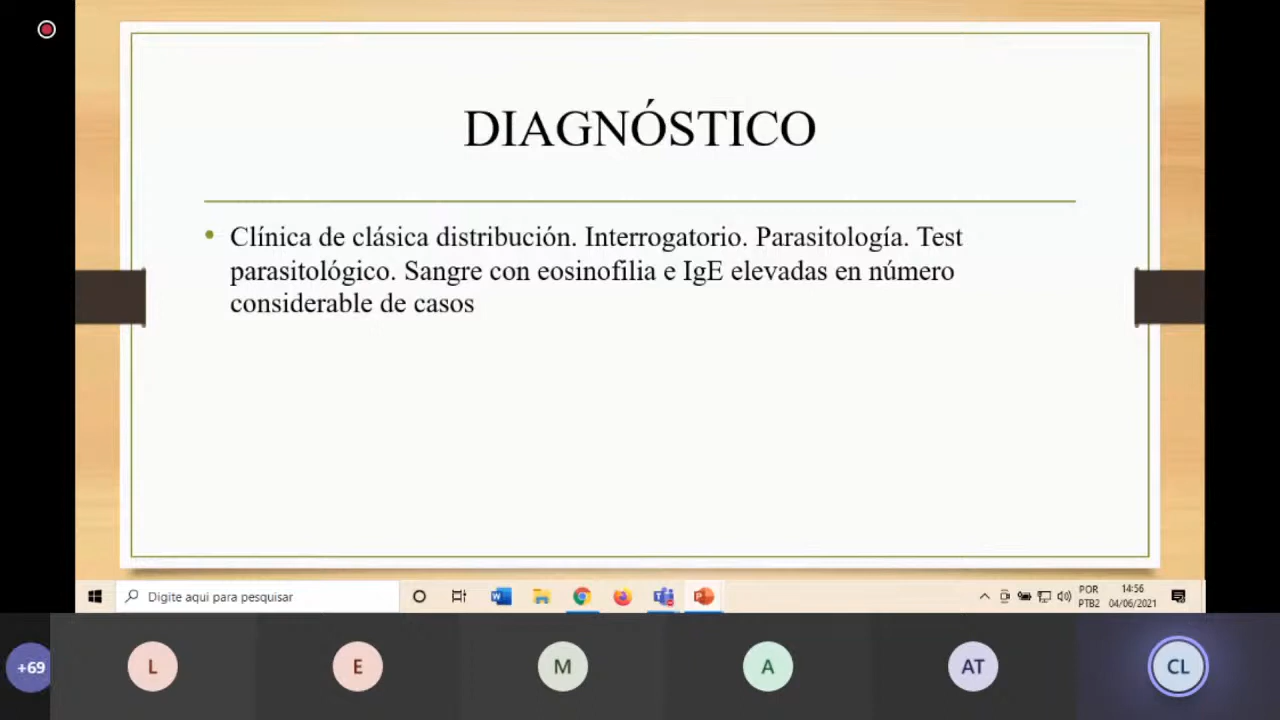 DIAGNÓSTICO
• Clínica de clásica distribución. Interrogatorio. Parasitología. Test
parasitológico. Sangre con eosinofilia e IgE elevadas en número
considerable de casos
Digite aqui para pesquisar
POR
PTB2
14:56
04/06/2021
+69
L
E
M
A
AT
CL